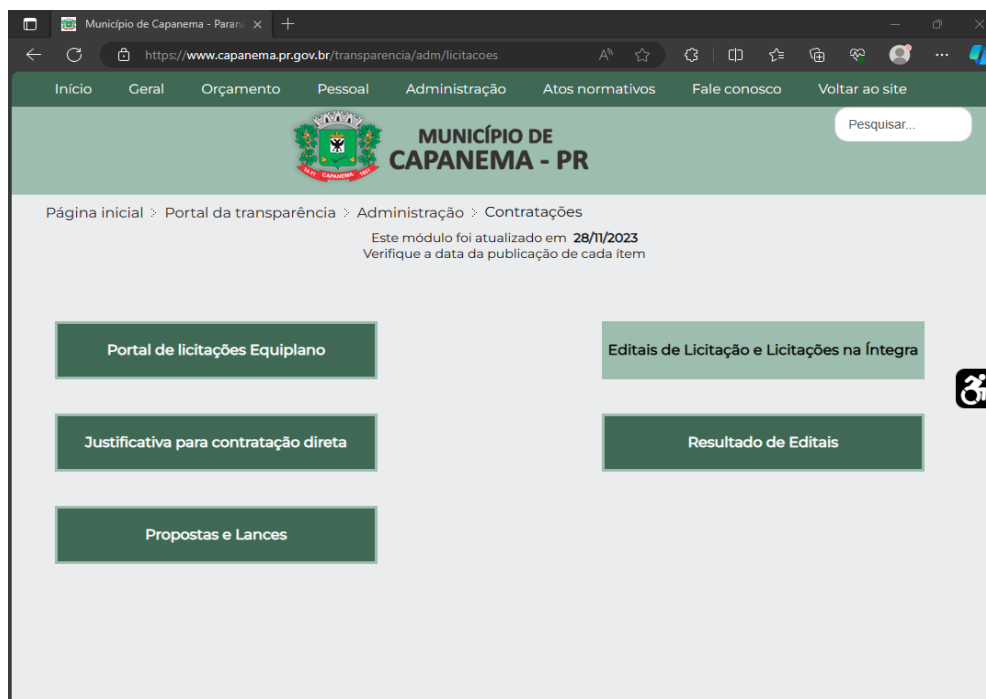 Município de Capanema - Paraná
https://www.capanema.pr.gov.br/transparencia/adm/licitacoes
Início Geral Orçamento Pessoal Administração Atos normativos Fale conosco Voltar ao site
MUNICÍPIO DE
CAPANEMA - PR
Pesquisar...
Página inicial > Portal da transparência > Administração > Contratações
Este módulo foi atualizado em 28/11/2023
Verifique a data da publicação de cada ítem
Portal de licitações Equiplano
Editais de Licitação e Licitações na Íntegra
Justificativa para contratação direta
Resultado de Editais
Propostas e Lances